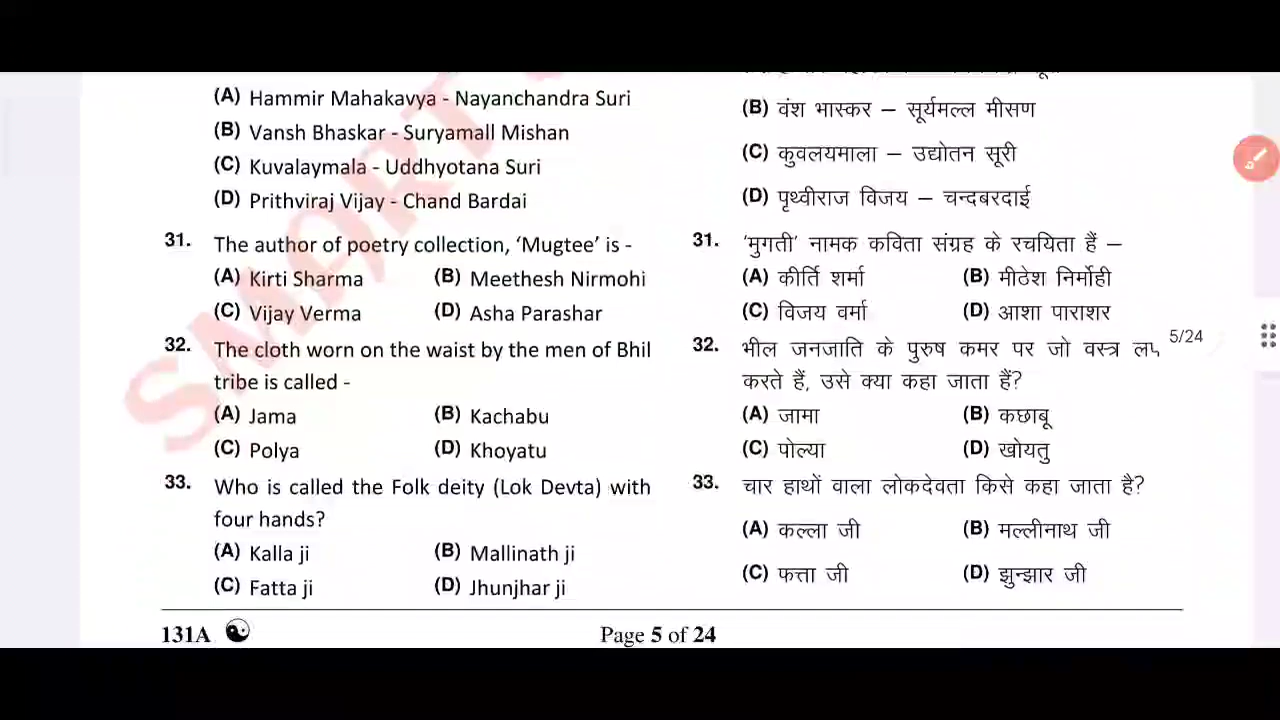 (A) Hammir Mahakavya - Nayanchandra Suri
(B) Vansh Bhaskar - Suryamall Mishan
(C) Kuvalaymala - Uddhyotana Suri
(D) Prithviraj Vijay - Chand Bardai
31. The author of poetry collection, ‘Mugtee’ is -
(A) Kirti Sharma (B) Meethesh Nirmohi
(C) Vijay Verma (D) Asha Parashar
32. The cloth worn on the waist by the men of Bhil
tribe is called -
(A) Jama (B) Kachabu
(C) Polya (D) Khoyatu
33. Who is called the Folk deity (Lok Devta) with
four hands?
(A) Kalla ji (B) Mallinath ji
(C) Fatta ji (D) Jhunjhar ji
(B) वंश भास्कर – सूर्यमल्ल मीसण
(C) कुवलयमाला – उद्योतन सूरी
(D) पृथ्वीराज विजय – चन्दबरदाई
31. ‘मुगती’ नामक कविता संग्रह के रचयिता हैं –
(A) कीर्ति शर्मा (B) मीठेश निर्मोही
(C) विजय वर्मा (D) आशा पाराशर
32. भील जनजाति के पुरुष कमर पर जो वस्त्र
करते हैं, उसे क्या कहा जाता हैं?
(A) जामा (B) कछाबू
(C) पोल्या (D) खोयतु
33. चार हाथों वाला लोकदेवता किसे कहा जाता है?
(A) कल्ला जी (B) मल्लीनाथ जी
(C) फत्ता जी (D) झुन्झार जी
5/24
131A Page 5 of 24
SMART